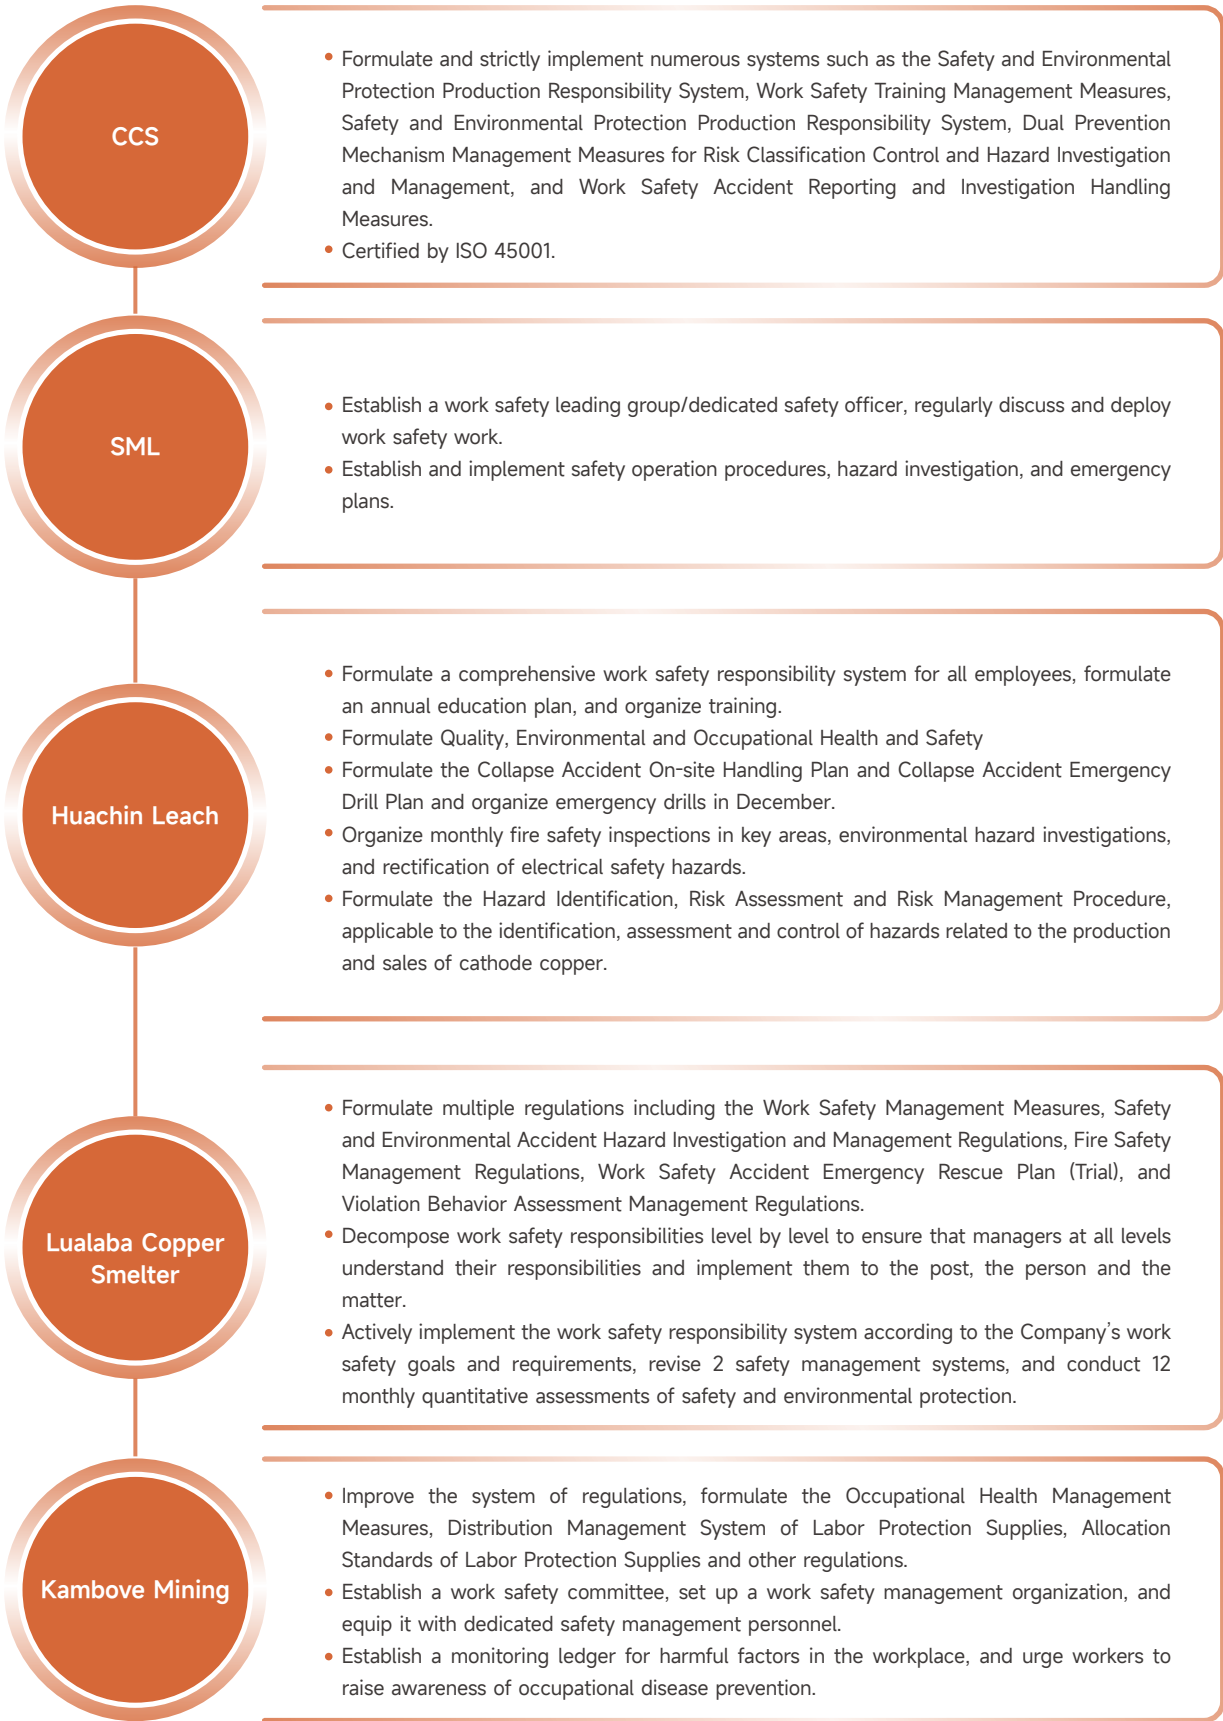 CCS
• Formulate and strictly implement numerous systems such as the Safety and Environmental
Protection Production Responsibility System, Work Safety Training Management Measures,
Safety and Environmental Protection Production Responsibility System, Dual Prevention
Mechanism Management Measures for Risk Classification Control and Hazard Investigation
and Management, and Work Safety Accident Reporting and Investigation Handling
Measures.
• Certified by ISO 45001.
SML
• Establish a work safety leading group/dedicated safety officer, regularly discuss and deploy
work safety work.
• Establish and implement safety operation procedures, hazard investigation, and emergency
plans.
Huachin Leach
• Formulate a comprehensive work safety responsibility system for all employees, formulate
an annual education plan, and organize training.
• Formulate Quality, Environmental and Occupational Health and Safety
• Formulate the Collapse Accident On-site Handling Plan and Collapse Accident Emergency
Drill Plan and organize emergency drills in December.
• Organize monthly fire safety inspections in key areas, environmental hazard investigations,
and rectification of electrical safety hazards.
• Formulate the Hazard Identification, Risk Assessment and Risk Management Procedure,
applicable to the identification, assessment and control of hazards related to the production
and sales of cathode copper.
Lualaba Copper
Smelter
• Formulate multiple regulations including the Work Safety Management Measures, Safety
and Environmental Accident Hazard Investigation and Management Regulations, Fire Safety
Management Regulations, Work Safety Accident Emergency Rescue Plan (Trial), and
Violation Behavior Assessment Management Regulations.
• Decompose work safety responsibilities level by level to ensure that managers at all levels
understand their responsibilities and implement them to the post, the person and the
matter.
• Actively implement the work safety responsibility system according to the Company’s work
safety goals and requirements, revise 2 safety management systems, and conduct 12
monthly quantitative assessments of safety and environmental protection.
Kambove Mining
• Improve the system of regulations, formulate the Occupational Health Management
Measures, Distribution Management System of Labor Protection Supplies, Allocation
Standards of Labor Protection Supplies and other regulations.
• Establish a work safety committee, set up a work safety management organization, and
equip it with dedicated safety management personnel.
• Establish a monitoring ledger for harmful factors in the workplace, and urge workers to
raise awareness of occupational disease prevention.